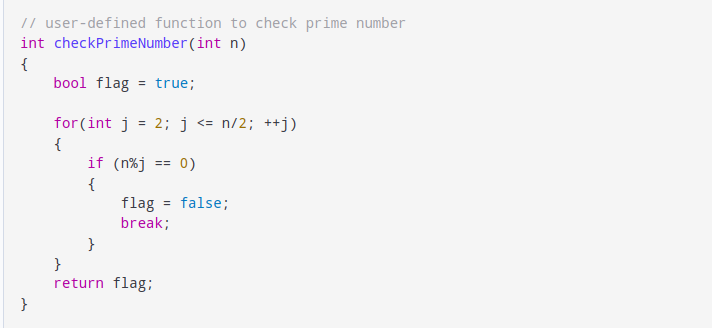 // user-defined function to check prime number
int checkPrimeNumber(int n)
{
    bool flag = true;

    for(int j = 2; j <= n/2; ++j)
    {
        if (n%j == 0)
        {
            flag = false;
            break;
        }
    }
    return flag;
}